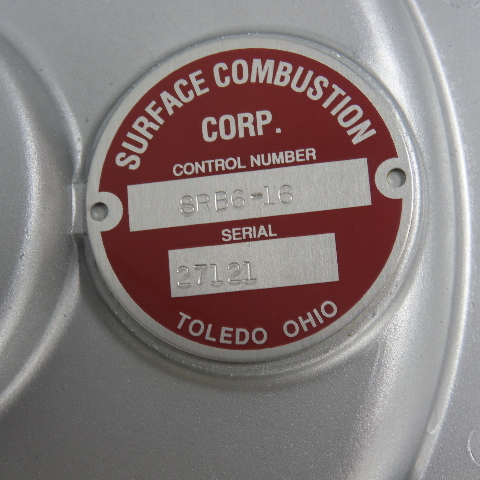 SURFACE COMBUSTION
CORP.
CONTROL NUMBER
SRB6-16
SERIAL
27121
TOLEDO OHIO